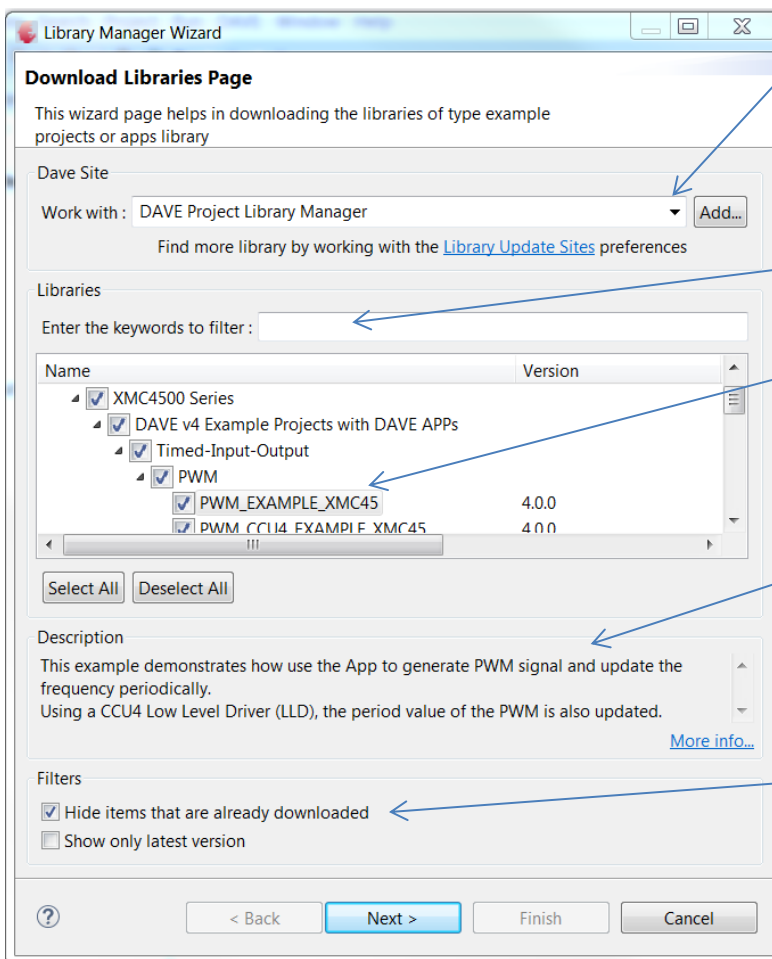 Library Manager Wizard
Download Libraries Page
This wizard page helps in downloading the libraries of type example
projects or apps library
Dave Site
Work with : DAVE Project Library Manager Add...
Find more library by working with the Library Update Sites preferences
Libraries
Enter the keywords to filter :
Name Version
XMC4500 Series
DAVE v4 Example Projects with DAVE APPs
Timed-Input-Output
PWM
PWM_EXAMPLE_XMC45 4.0.0
PWM_CCU4_EXAMPLE_XMC45 4.0.0
Select All Deselect All
Description
This example demonstrates how use the App to generate PWM signal and update the
frequency periodically.
Using a CCU4 Low Level Driver (LLD), the period value of the PWM is also updated.
More info...
Filters
Hide items that are already downloaded
Show only latest version
< Back Next > Finish Cancel